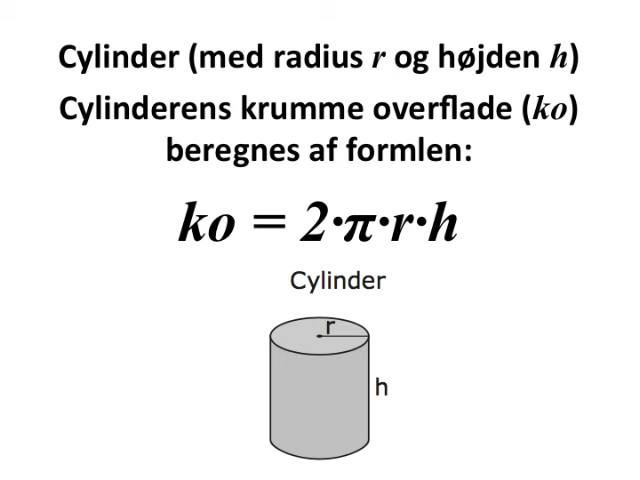 Cylinder (med radius r og højden h)
Cylinderens krumme overflade (ko)
beregnes af formlen:
ko = 2·π·r·h
Cylinder
r
h